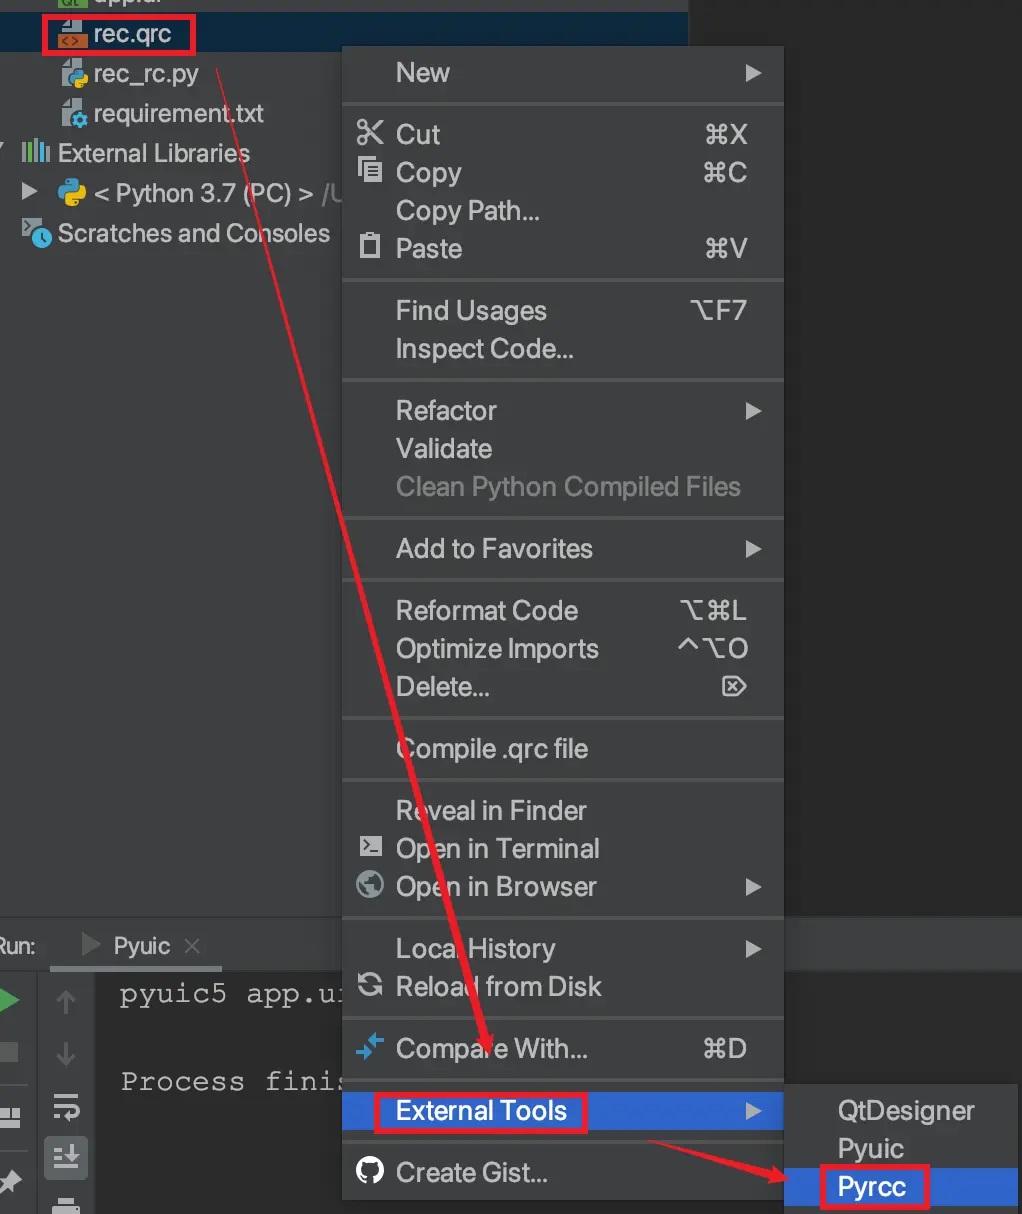 rec.qrc
rec_rc.py
requirement.txt
External Libraries
< Python 3.7 (PC) >
Scratches and Consoles
New
Cut ⌘X
Copy ⌘C
Copy Path...
Paste ⌘V
Find Usages ⌥F7
Inspect Code...
Refactor
Validate
Clean Python Compiled Files
Add to Favorites
Reformat Code ⌥⌘L
Optimize Imports ^⌥O
Delete...
Compile .qrc file
Reveal in Finder
Open in Terminal
Open in Browser
Local History
Reload from Disk
Compare With... ⌘D
External Tools
Create Gist...
QtDesigner
Pyuic
Pyrcc
Run:
Pyuic
pyuic5 app.ui
Process finis